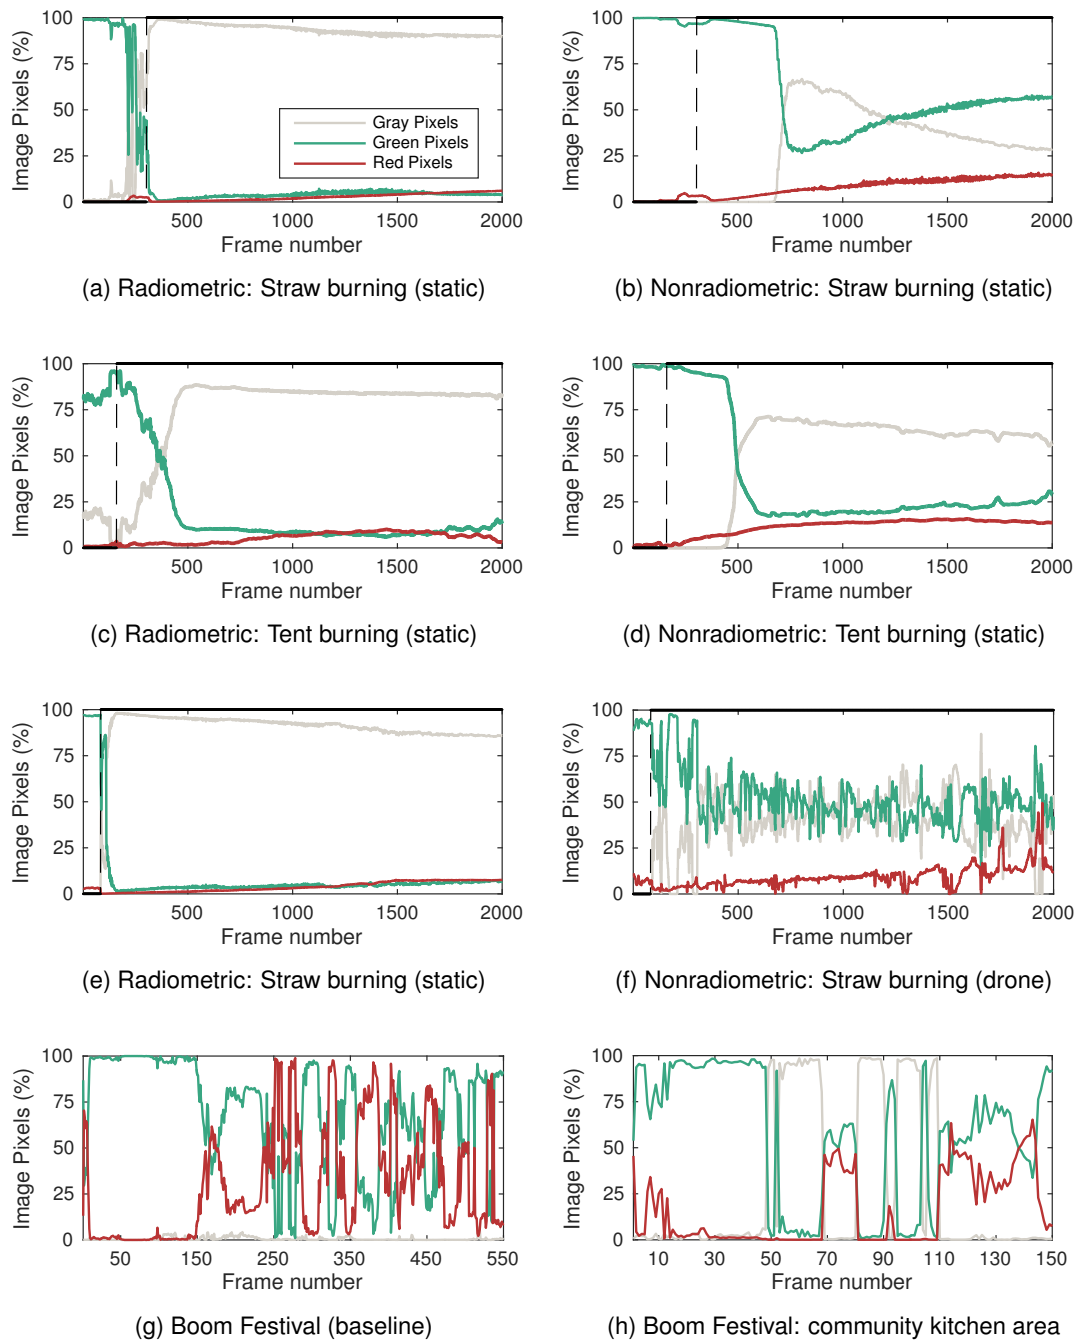 Image Pixels (%)
100
75
50
25
0
500 1000 1500 2000
Frame number
Gray Pixels
Green Pixels
Red Pixels
(a) Radiometric: Straw burning (static)
Image Pixels (%)
100
75
50
25
0
500 1000 1500 2000
Frame number
(b) Nonradiometric: Straw burning (static)
Image Pixels (%)
100
75
50
25
0
500 1000 1500 2000
Frame number
(c) Radiometric: Tent burning (static)
Image Pixels (%)
100
75
50
25
0
500 1000 1500 2000
Frame number
(d) Nonradiometric: Tent burning (static)
Image Pixels (%)
100
75
50
25
0
500 1000 1500 2000
Frame number
(e) Radiometric: Straw burning (static)
Image Pixels (%)
100
75
50
25
0
500 1000 1500 2000
Frame number
(f) Nonradiometric: Straw burning (drone)
Image Pixels (%)
100
75
50
25
0
50 150 250 350 450 550
Frame number
(g) Boom Festival (baseline)
Image Pixels (%)
100
75
50
25
0
10 30 50 70 90 110 130 150
Frame number
(h) Boom Festival: community kitchen area